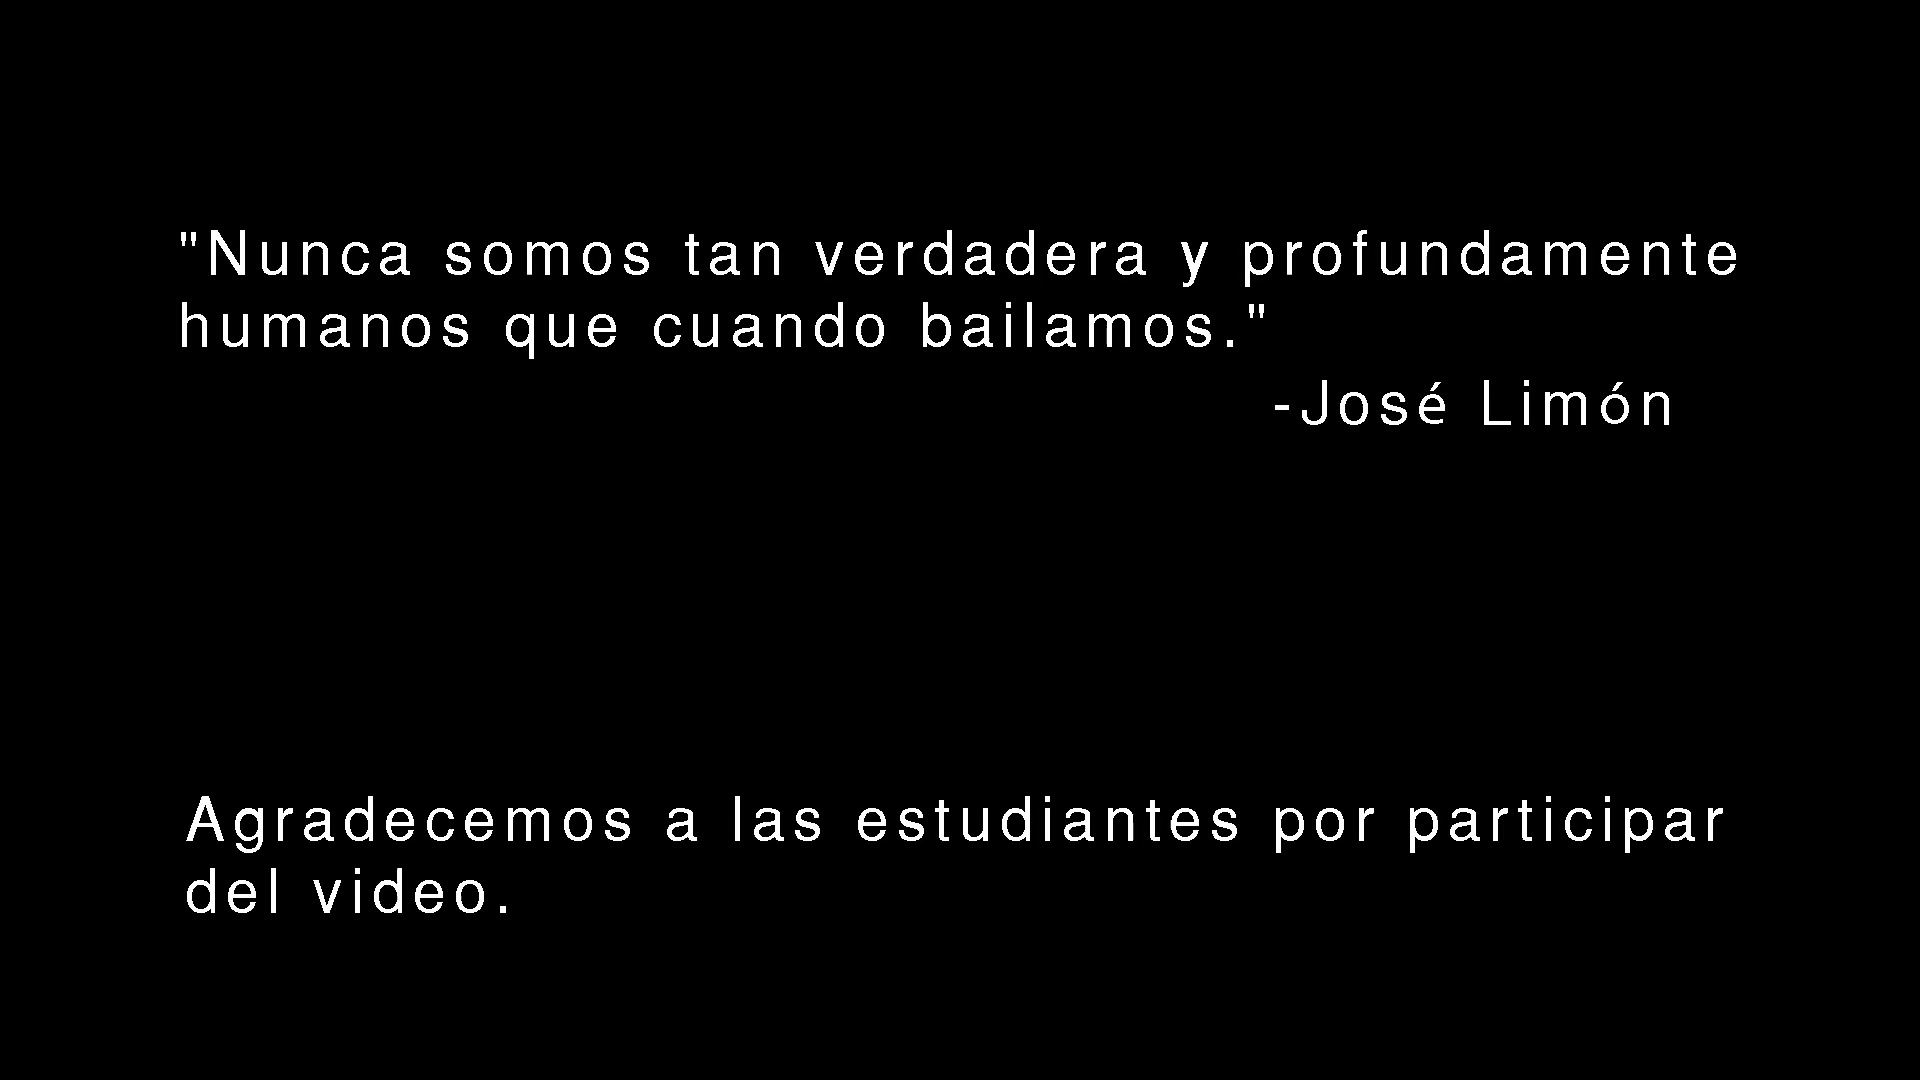 "Nunca somos tan verdadera y profundamente
humanos que cuando bailamos."
-José Limón
Agradecemos a las estudiantes por participar
del video.